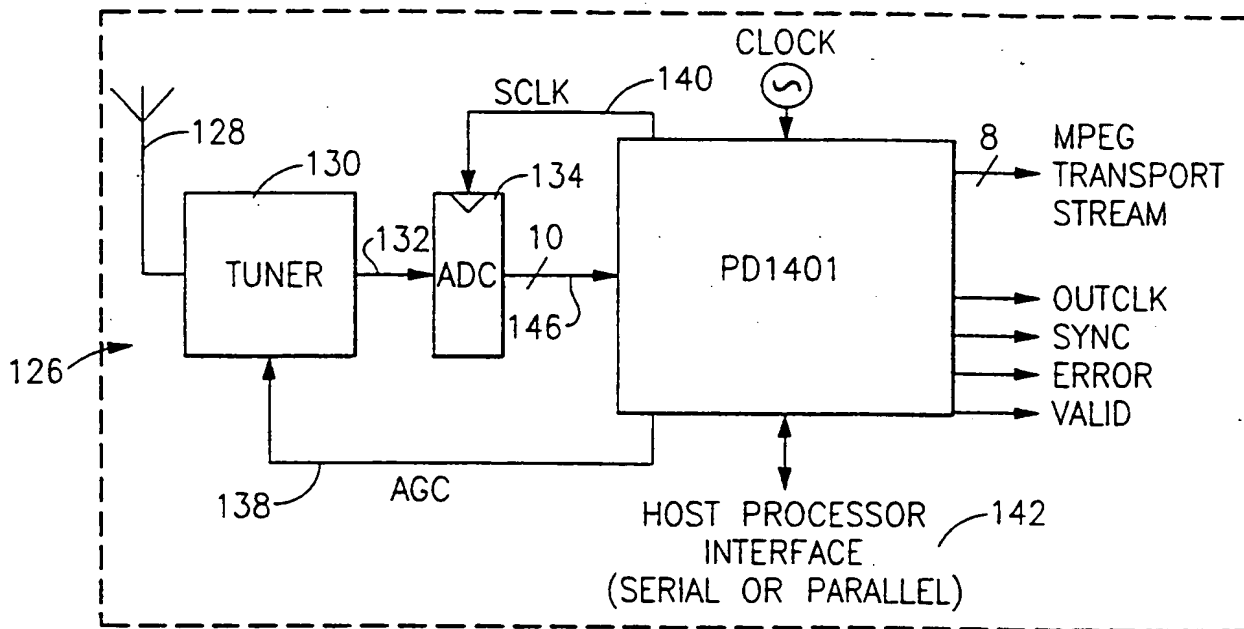 CLOCK
SCLK
140
128
130
134
8
MPEG
TRANSPORT
STREAM
132
10
TUNER
ADC
PD1401
146
OUTCLK
SYNC
126
ERROR
VALID
138
AGC
HOST PROCESSOR
INTERFACE
(SERIAL OR PARALLEL)
142